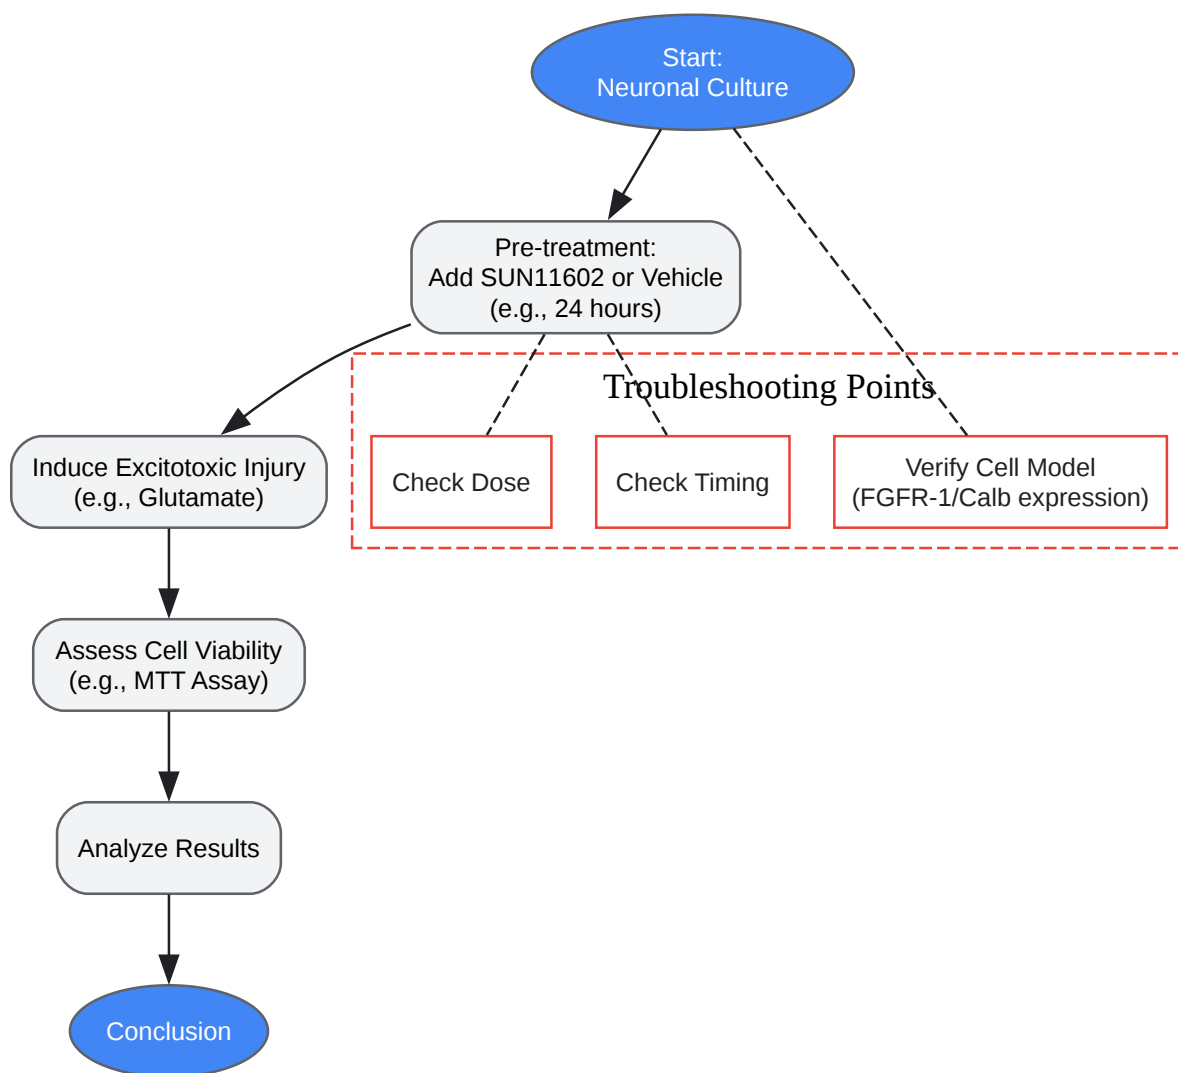 Start:
Neuronal Culture
Pre-treatment:
Add SUN11602 or Vehicle
(e.g., 24 hours)
Troubleshooting Points
Induce Excitotoxic Injury
(e.g., Glutamate)
Check Dose
Check Timing
Verify Cell Model
(FGFR-1/Calb expression)
Assess Cell Viability
(e.g., MTT Assay)
Analyze Results
Conclusion